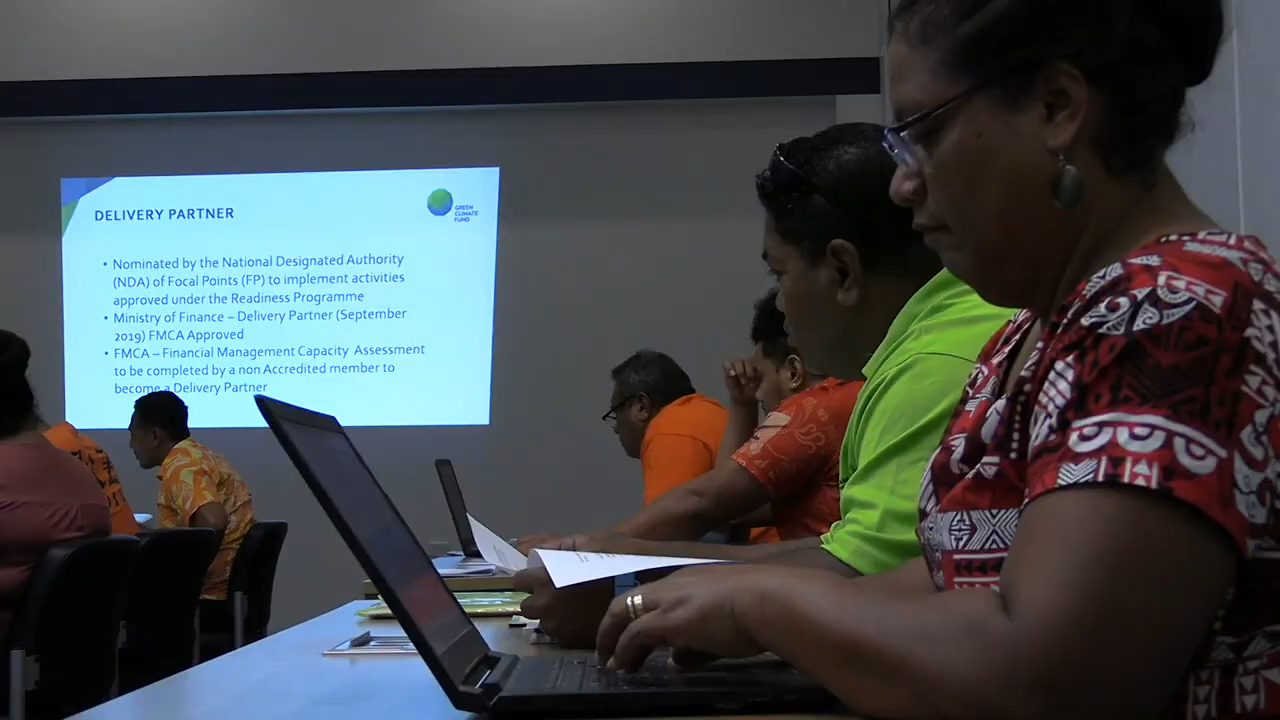 DELIVERY PARTNER
GREEN
CLIMATE
FUND
• Nominated by the National Designated Authority
(NDA) of Focal Points (FP) to implement activities
approved under the Readiness Programme
• Ministry of Finance – Delivery Partner (September
2019) FMCA Approved
• FMCA – Financial Management Capacity Assessment
to be completed by a non Accredited member to
become a Delivery Partner